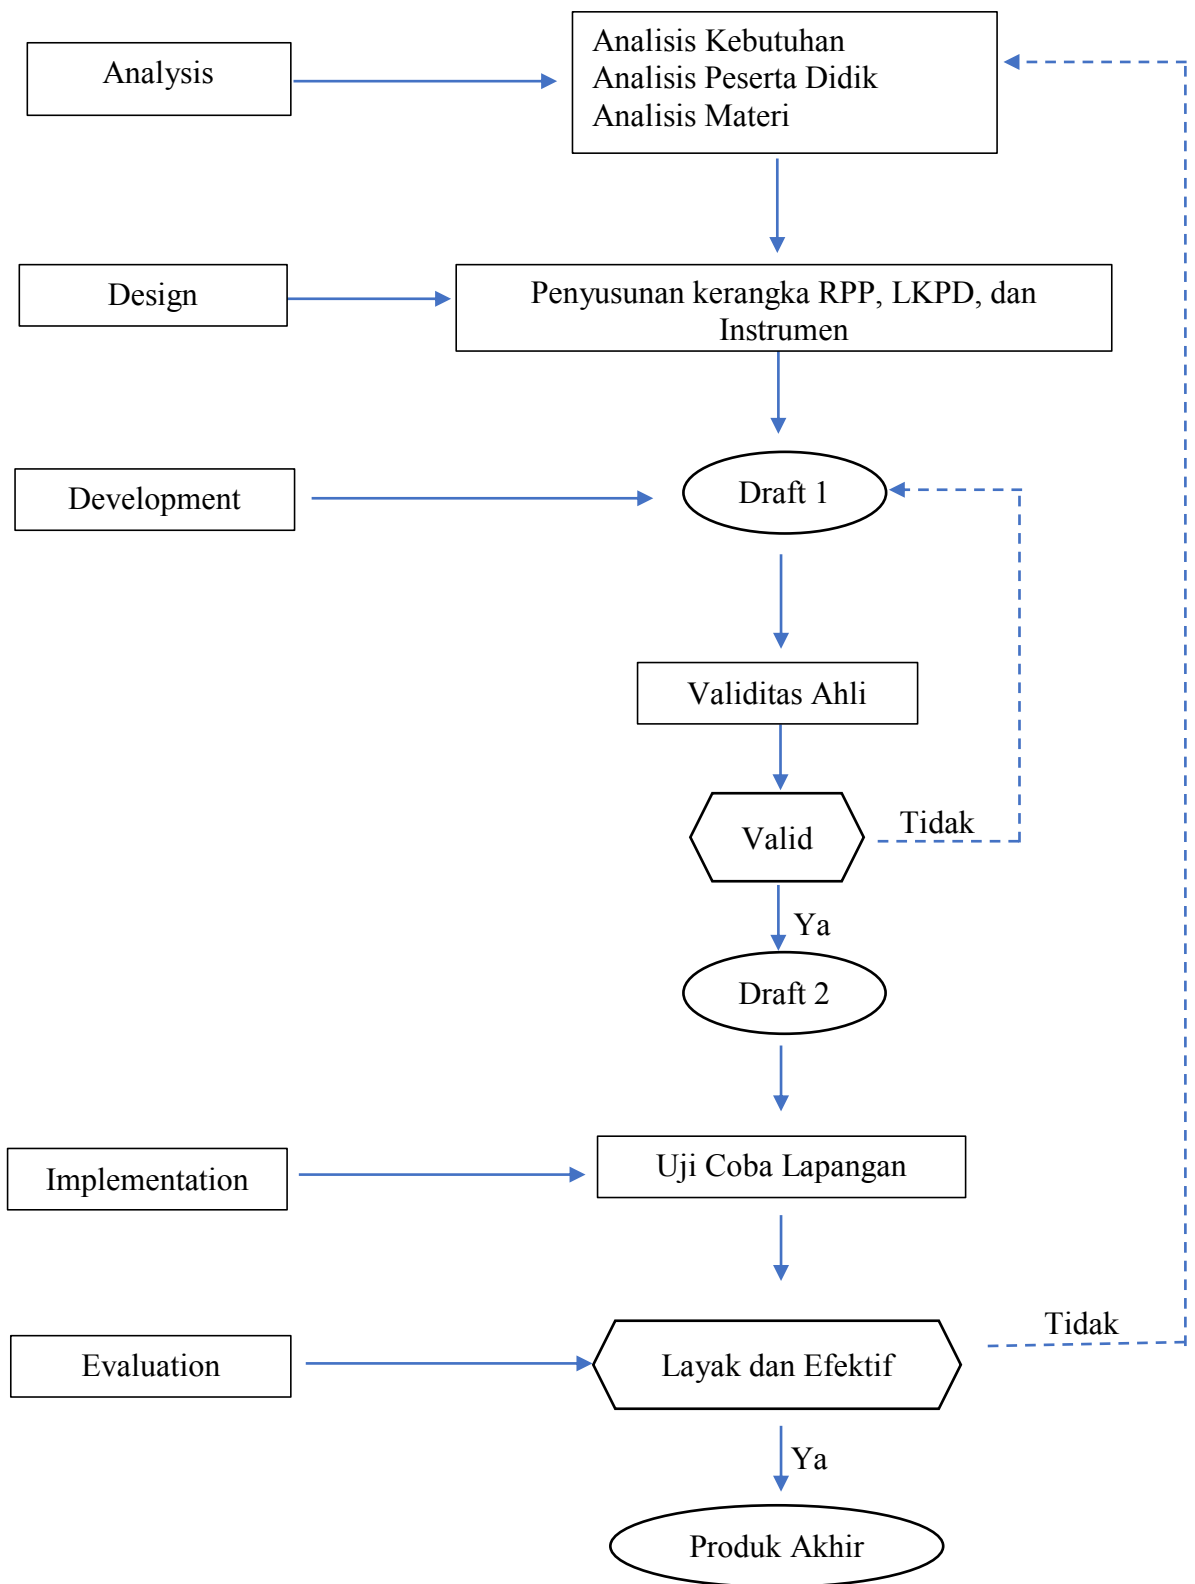 Analysis
Analisis Kebutuhan
Analisis Peserta Didik
Analisis Materi
Design
Penyusunan kerangka RPP, LKPD, dan
Instrumen
Development
Draft 1
Validitas Ahli
Valid
Tidak
Ya
Draft 2
Implementation
Uji Coba Lapangan
Evaluation
Layak dan Efektif
Tidak
Ya
Produk Akhir